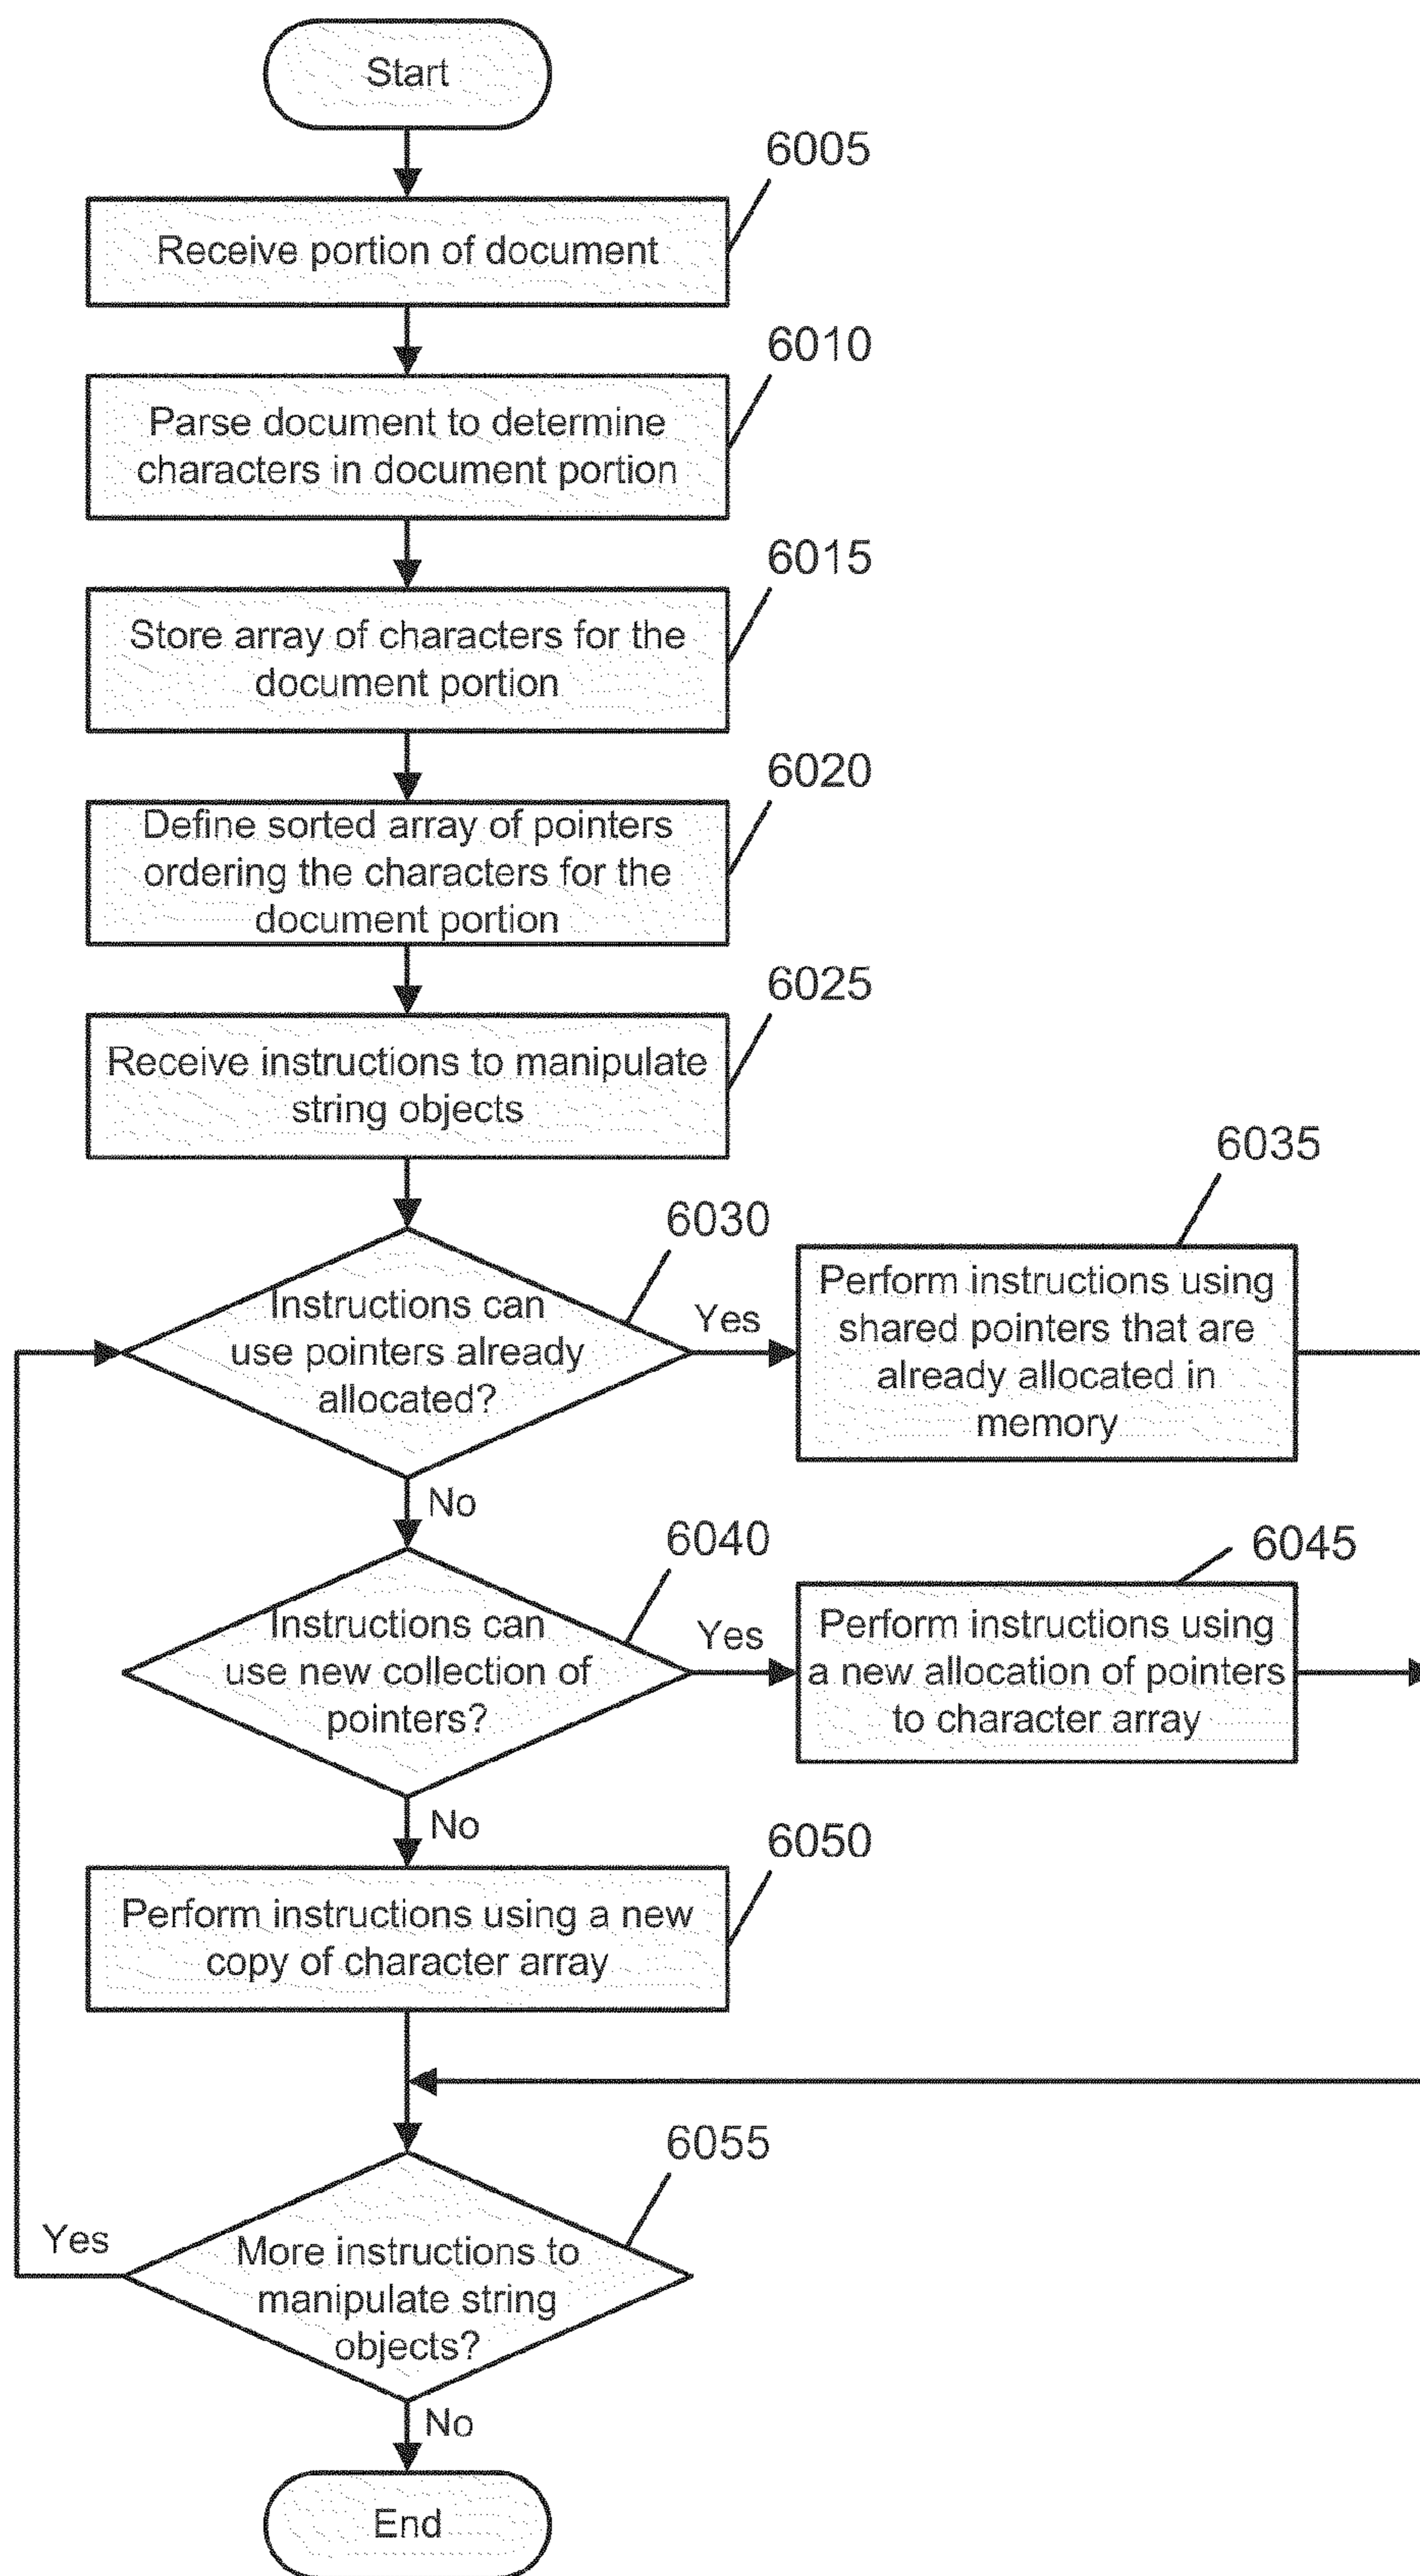 Start
6005
Receive portion of document
6010
Parse document to determine
characters in document portion
6015
Store array of characters for the
document portion
6020
Define sorted array of pointers
ordering the characters for the
document portion
6025
Receive instructions to manipulate
string objects
6030
Instructions can
use pointers already
allocated?
Yes
6035
Perform instructions using
shared pointers that are
already allocated in
memory
No
6040
Instructions can
use new collection of
pointers?
Yes
6045
Perform instructions using
a new allocation of pointers
to character array
No
6050
Perform instructions using a new
copy of character array
6055
More instructions to
manipulate string
objects?
Yes
No
End